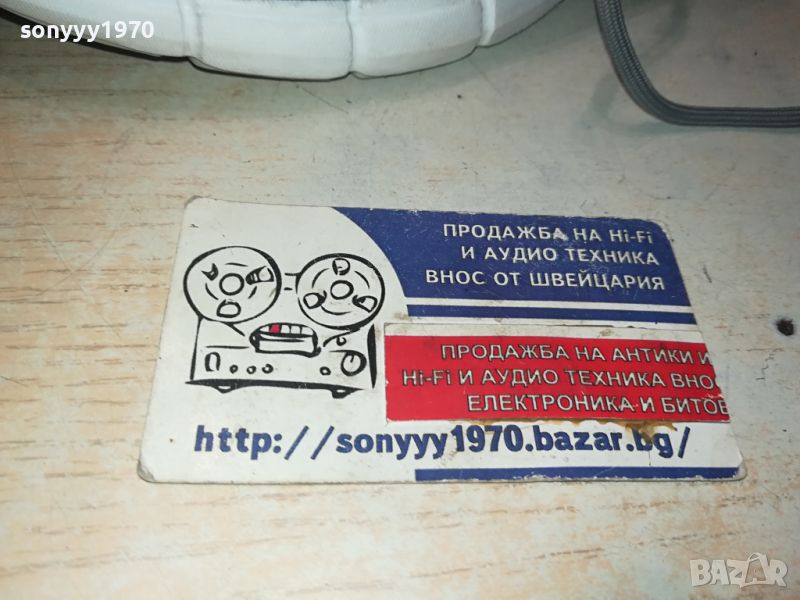 sonyyy1970
ПРОДАЖБА НА Hi-Fi
И АУДИО ТЕХНИКА
ВНОС ОТ ШВЕЙЦАРИЯ
ПРОДАЖБА НА АНТИКИ И
Hi-Fi И АУДИО ТЕХНИКА ВНОС
ЕЛЕКТРОНИКА И БИТОВ
http://sonyyy1970.bazar.bg/
BAZAR